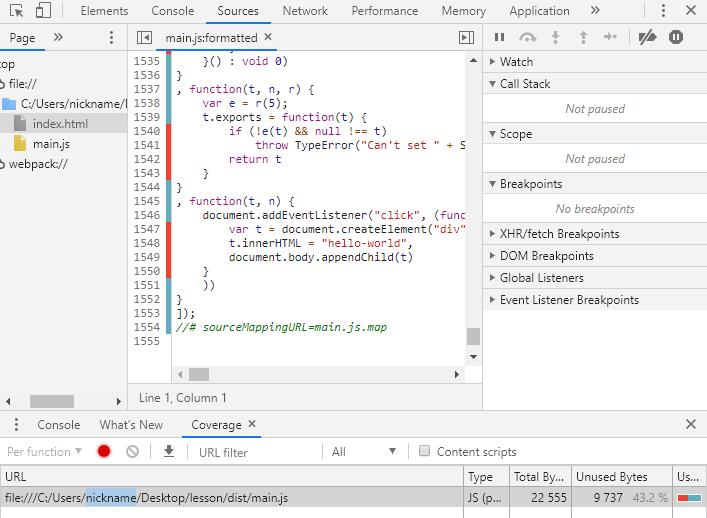 Elements Console Sources Network Performance Memory Application »
Page »
main.js:formatted ×
top
file://
C:/Users/nickname/
index.html
main.js
webpack://
1535 }() : void 0)
1536 }
1537 , function(t, n, r) {
1538 var e = r(5);
1539 t.exports = function(t) {
1540 if (!e(t) && null !== t)
1541 throw TypeError("Can't set " + S
1542 return t
1543 }
1544 }
1545 , function(t, n) {
1546 document.addEventListener("click", (func
1547 var t = document.createElement("div"
1548 t.innerHTML = "hello-world",
1549 document.body.appendChild(t)
1550 }
1551 ))
1552 }
1553 ]);
1554 //# sourceMappingURL=main.js.map
1555
Line 1, Column 1
Watch
Call Stack
Not paused
Scope
Not paused
Breakpoints
No breakpoints
XHR/fetch Breakpoints
DOM Breakpoints
Global Listeners
Event Listener Breakpoints
Console What's New Coverage ×
Per function URL filter All Content scripts
URL Type Total By... Unused Bytes Us...
file:///C:/Users/nickname/Desktop/lesson/dist/main.js JS (p... 22 555 9 737 43.2 %